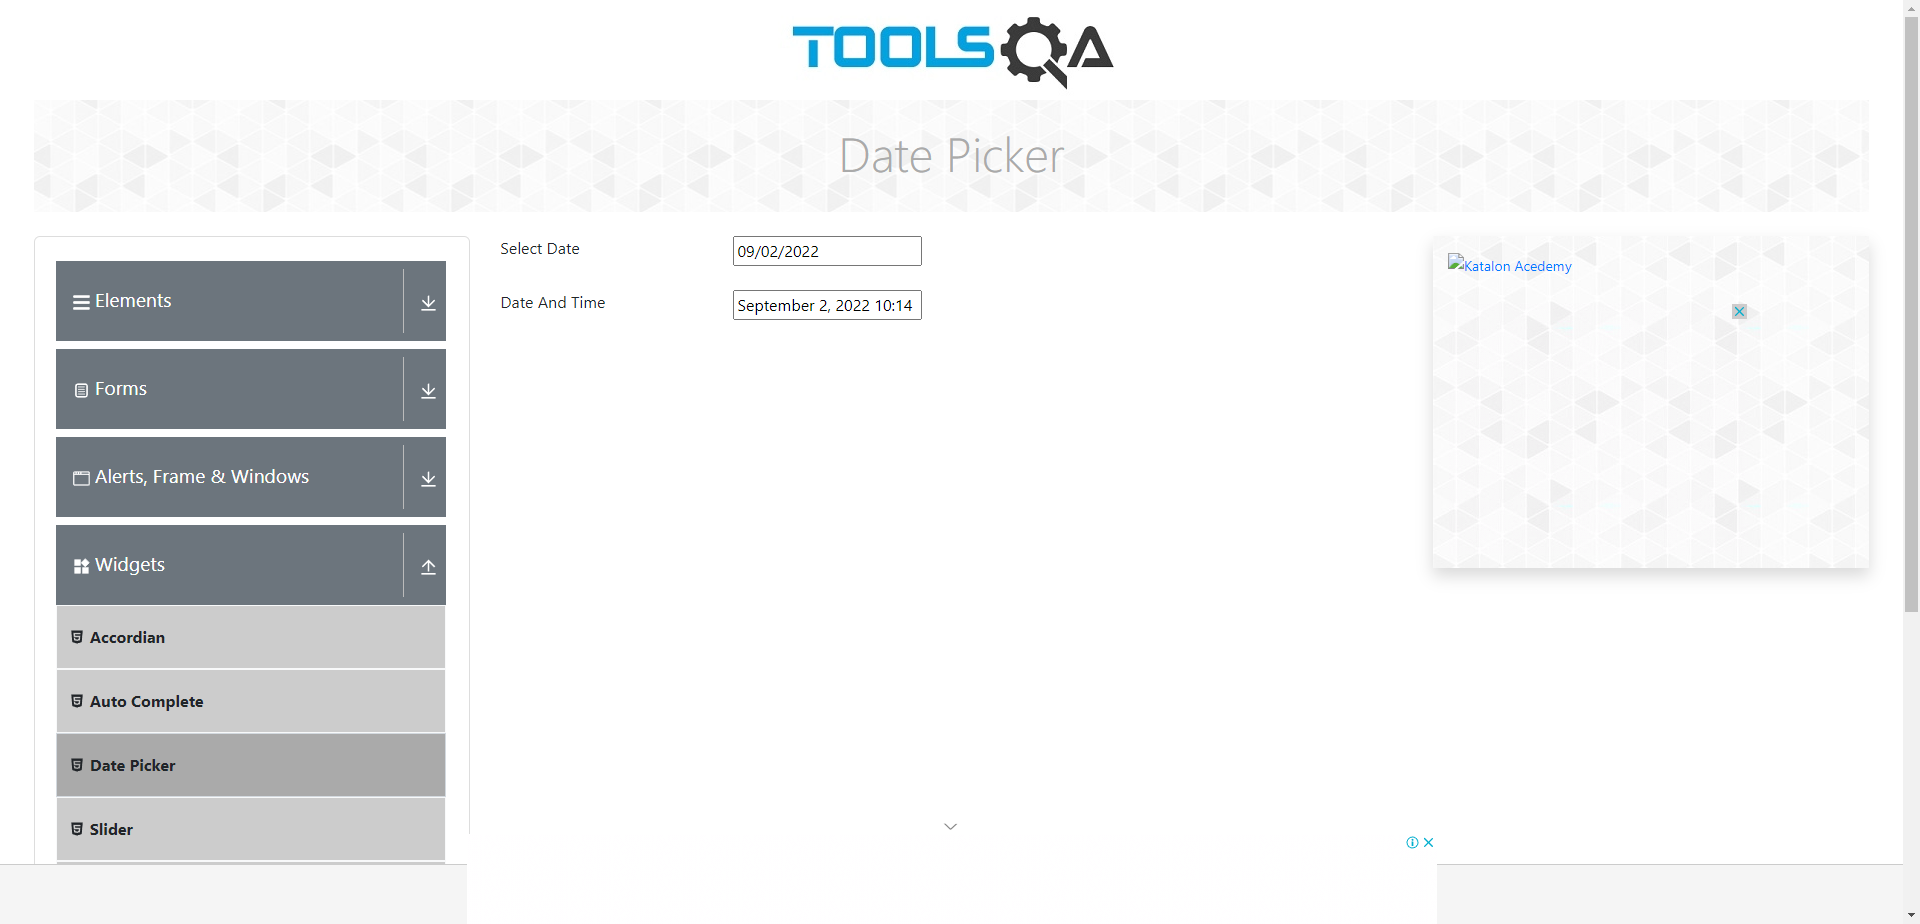 TOOLSQA
Date Picker
Elements
Forms
Alerts, Frame & Windows
Widgets
Accordian
Auto Complete
Date Picker
Slider
Select Date
09/02/2022
Date And Time
September 2, 2022 10:14
Katalon Acedemy